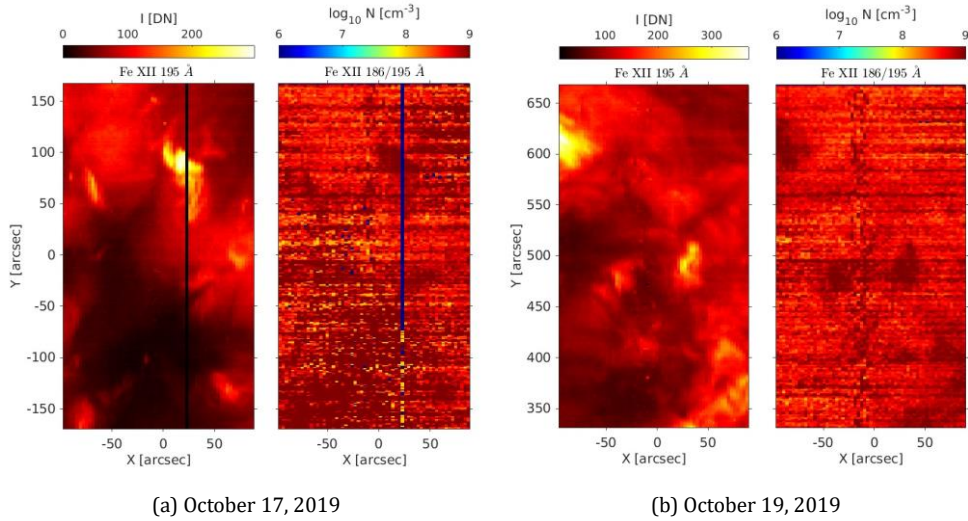 I [DN]
0 100 200
log10 N [cm⁻³]
6 7 8 9
I [DN]
100 200 300
log10 N [cm⁻³]
6 7 8 9
Fe XII 195 Å
Fe XII 186/195 Å
Fe XII 195 Å
Fe XII 186/195 Å
Y [arcsec]
150
100
50
0
-50
-100
-150
-50 0 50
X [arcsec]
-50 0 50
X [arcsec]
Y [arcsec]
650
600
550
500
450
400
350
-50 0 50
X [arcsec]
-50 0 50
X [arcsec]
(a) October 17, 2019
(b) October 19, 2019